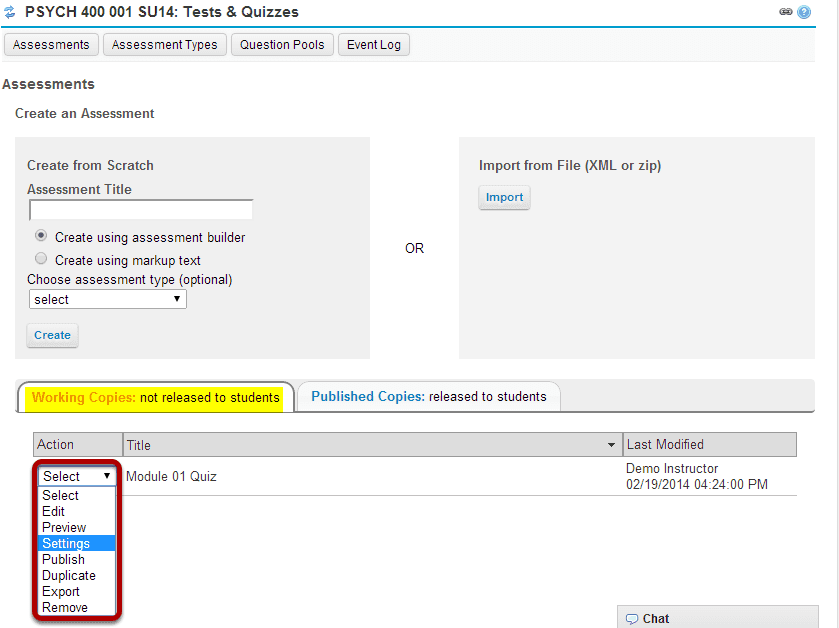 PSYCH 400 001 SU14: Tests & Quizzes
Assessments Assessment Types Question Pools Event Log
Assessments
Create an Assessment
Create from Scratch
Assessment Title
Create using assessment builder
Create using markup text
Choose assessment type (optional)
select
Create
OR
Import from File (XML or zip)
Import
Working Copies: not released to students
Published Copies: released to students
Action Title Last Modified
Select Module 01 Quiz Demo Instructor
02/19/2014 04:24:00 PM
Select
Edit
Preview
Settings
Publish
Duplicate
Export
Remove
Chat